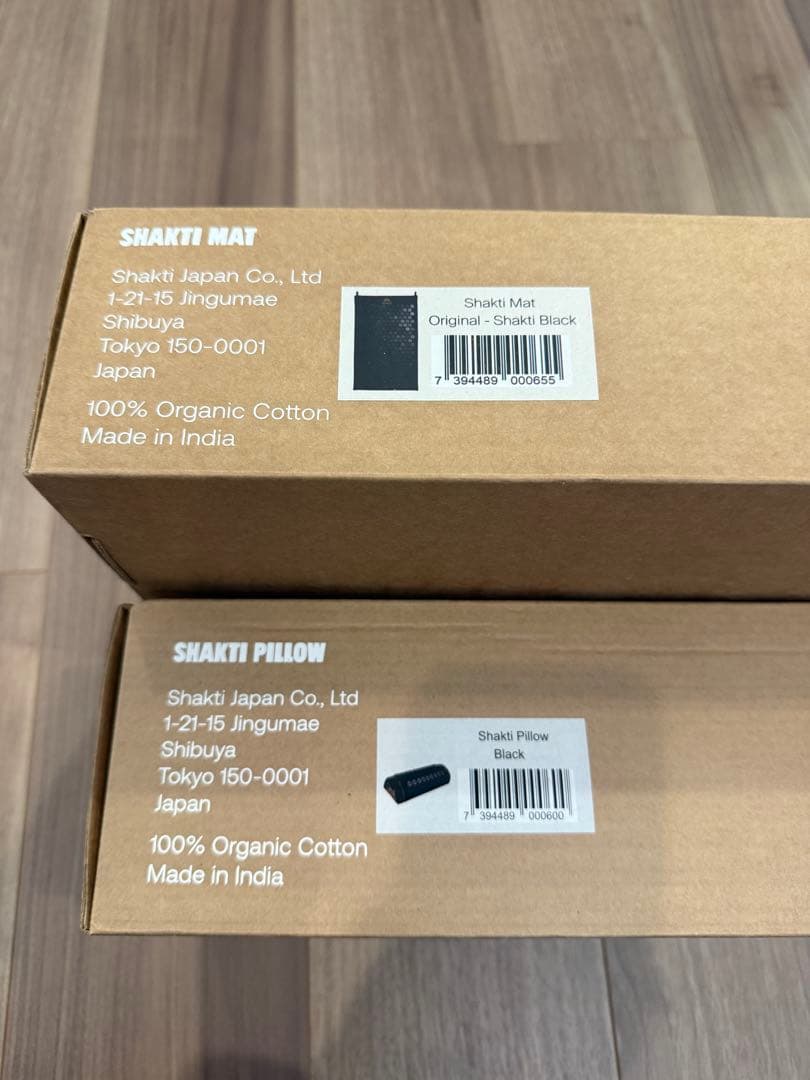 SHAKTI MAT
Shakti Japan Co., Ltd
1-21-15 Jingumae
Shibuya
Tokyo 150-0001
Japan
100% Organic Cotton
Made in India
Shakti Mat
Original - Shakti Black
7 394489 000655
SHAKTI PILLOW
Shakti Japan Co., Ltd
1-21-15 Jingumae
Shibuya
Tokyo 150-0001
Japan
100% Organic Cotton
Made in India
Shakti Pillow
Black
7 394489 000600